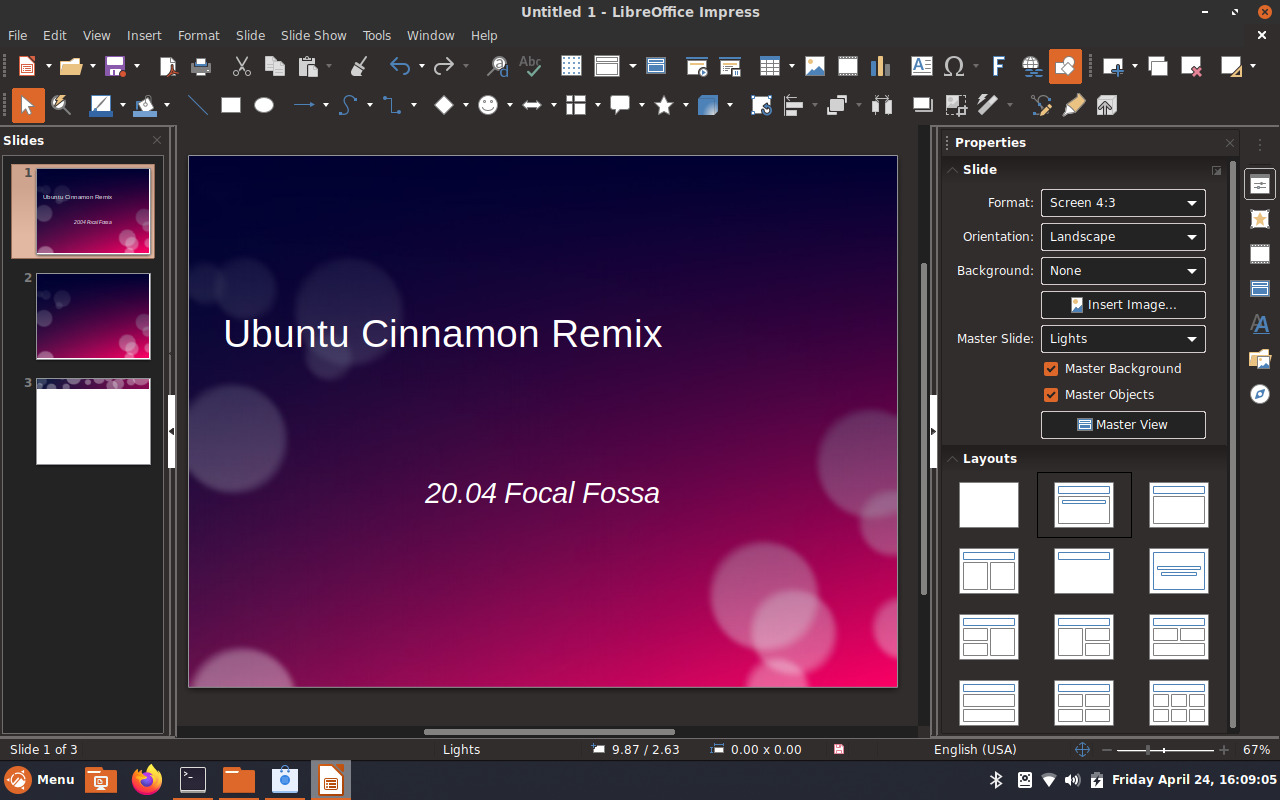 Untitled 1 - LibreOffice Impress
File Edit View Insert Format Slide Slide Show Tools Window Help
Abc
Slides
1
Ubuntu Cinnamon Remix
20.04 Focal Fossa
2
3
Ubuntu Cinnamon Remix
20.04 Focal Fossa
Properties
Slide
Format: Screen 4:3
Orientation: Landscape
Background: None
Insert Image...
Master Slide: Lights
Master Background
Master Objects
Master View
Layouts
Slide 1 of 3 Lights 9.87 / 2.63 0.00 x 0.00 English (USA) 67%
Menu Friday April 24, 16:09:05